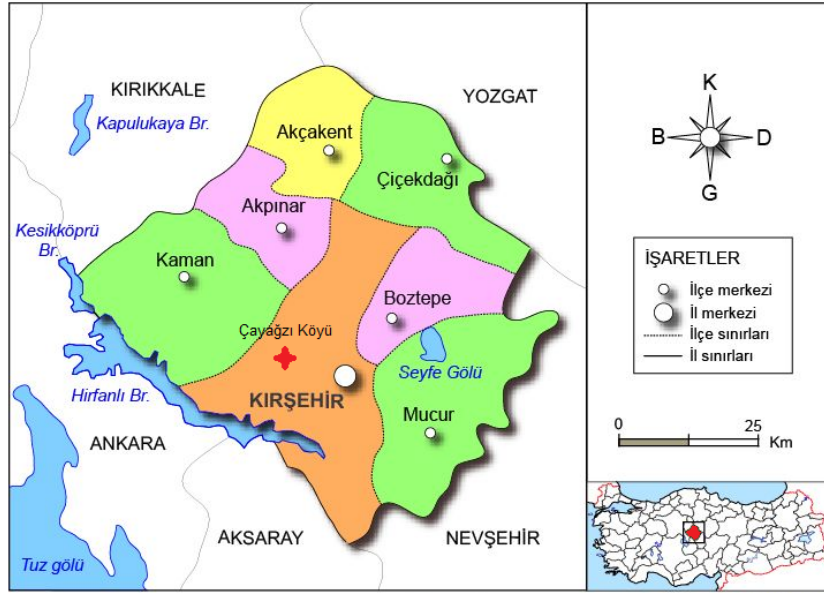 KIRIKKALE
YOZGAT
Kapulukaya Br.
Akçakent
Çiçekdağı
Akpınar
Kesikköprü
Br.
Kaman
Boztepe
Çayağzı Köyü
Seyfe Gölü
Hirfanlı Br.
KIRŞEHİR
Mucur
ANKARA
AKSARAY
NEVŞEHİR
Tuz gölü
K
B
D
G
İŞARETLER
İlçe merkezi
İl merkezi
İlçe sınırları
İl sınırları
0 25
Km